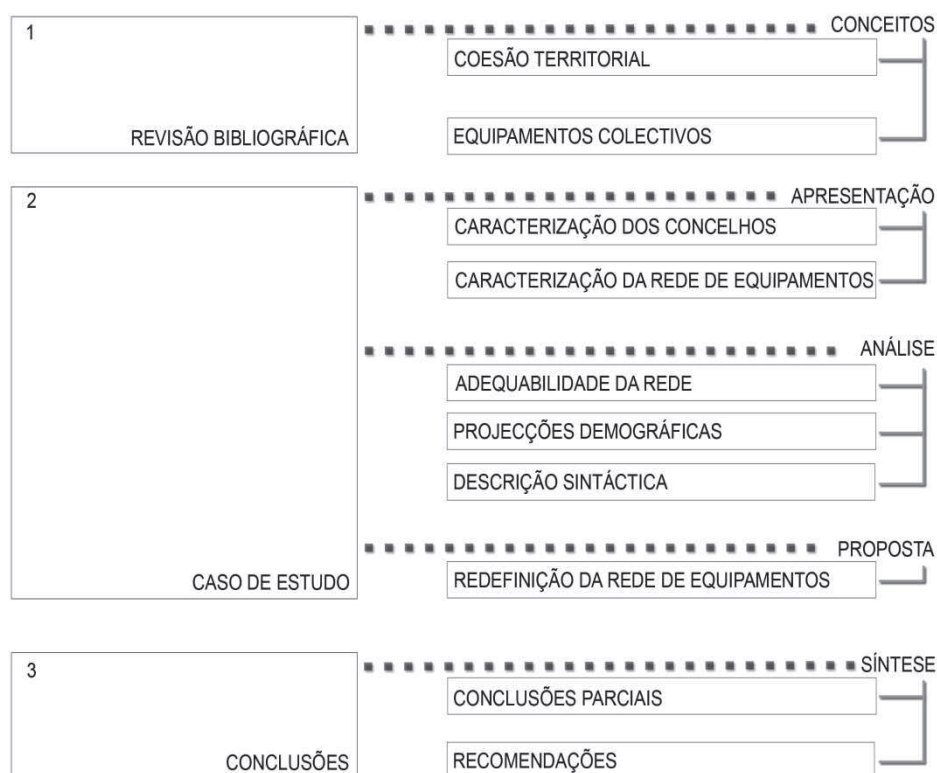 1
CONCEITOS
COESÃO TERRITORIAL
REVISÃO BIBLIOGRÁFICA
EQUIPAMENTOS COLECTIVOS
2
APRESENTAÇÃO
CARACTERIZAÇÃO DOS CONCELHOS
CARACTERIZAÇÃO DA REDE DE EQUIPAMENTOS
ANÁLISE
ADEQUABILIDADE DA REDE
PROJECÇÕES DEMOGRÁFICAS
DESCRIÇÃO SINTÁCTICA
PROPOSTA
CASO DE ESTUDO
REDEFINIÇÃO DA REDE DE EQUIPAMENTOS
3
SÍNTESE
CONCLUSÕES PARCIAIS
CONCLUSÕES
RECOMENDAÇÕES